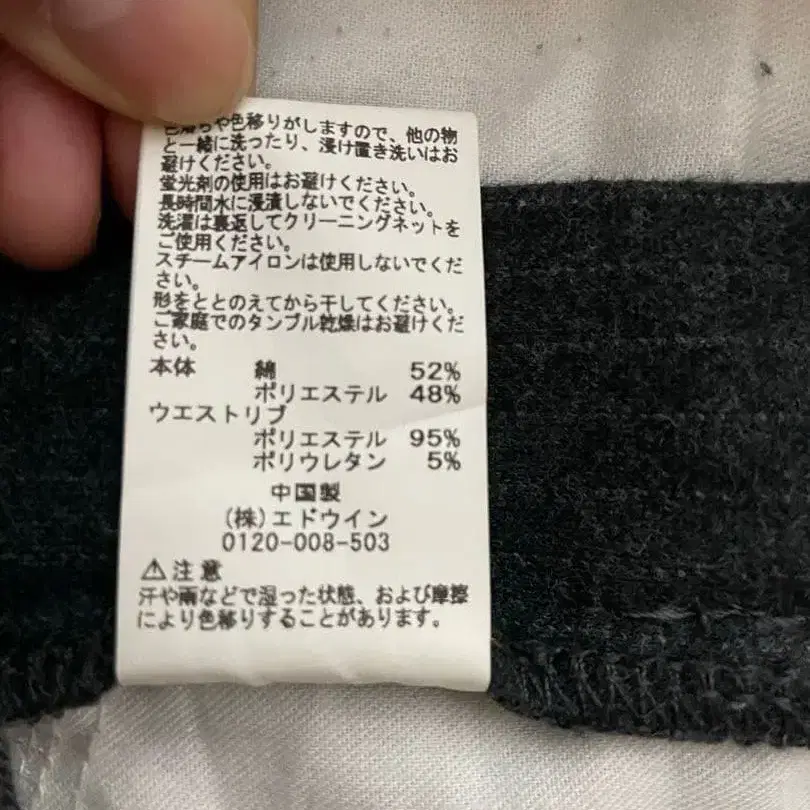 色落ちや色移りがしますので、他の物
と一緒に洗ったり、浸け置き洗いはお
避けください。
蛍光剤の使用はお避けください。
長時間水に浸漬しないでください。
洗濯は裏返してクリーニングネットを
ご使用ください。
スチームアイロンは使用しないでくだ
さい。
形をととのえてから干してください。
ご家庭でのタンブル乾燥はお避けくだ
さい。
本体 綿 52%
ポリエステル 48%
ウエストリブ
ポリエステル 95%
ポリウレタン 5%
中国製
(株)エドウイン
0120-008-503
⚠注意
汗や雨などで湿った状態、および摩擦
により色移りすることがあります。